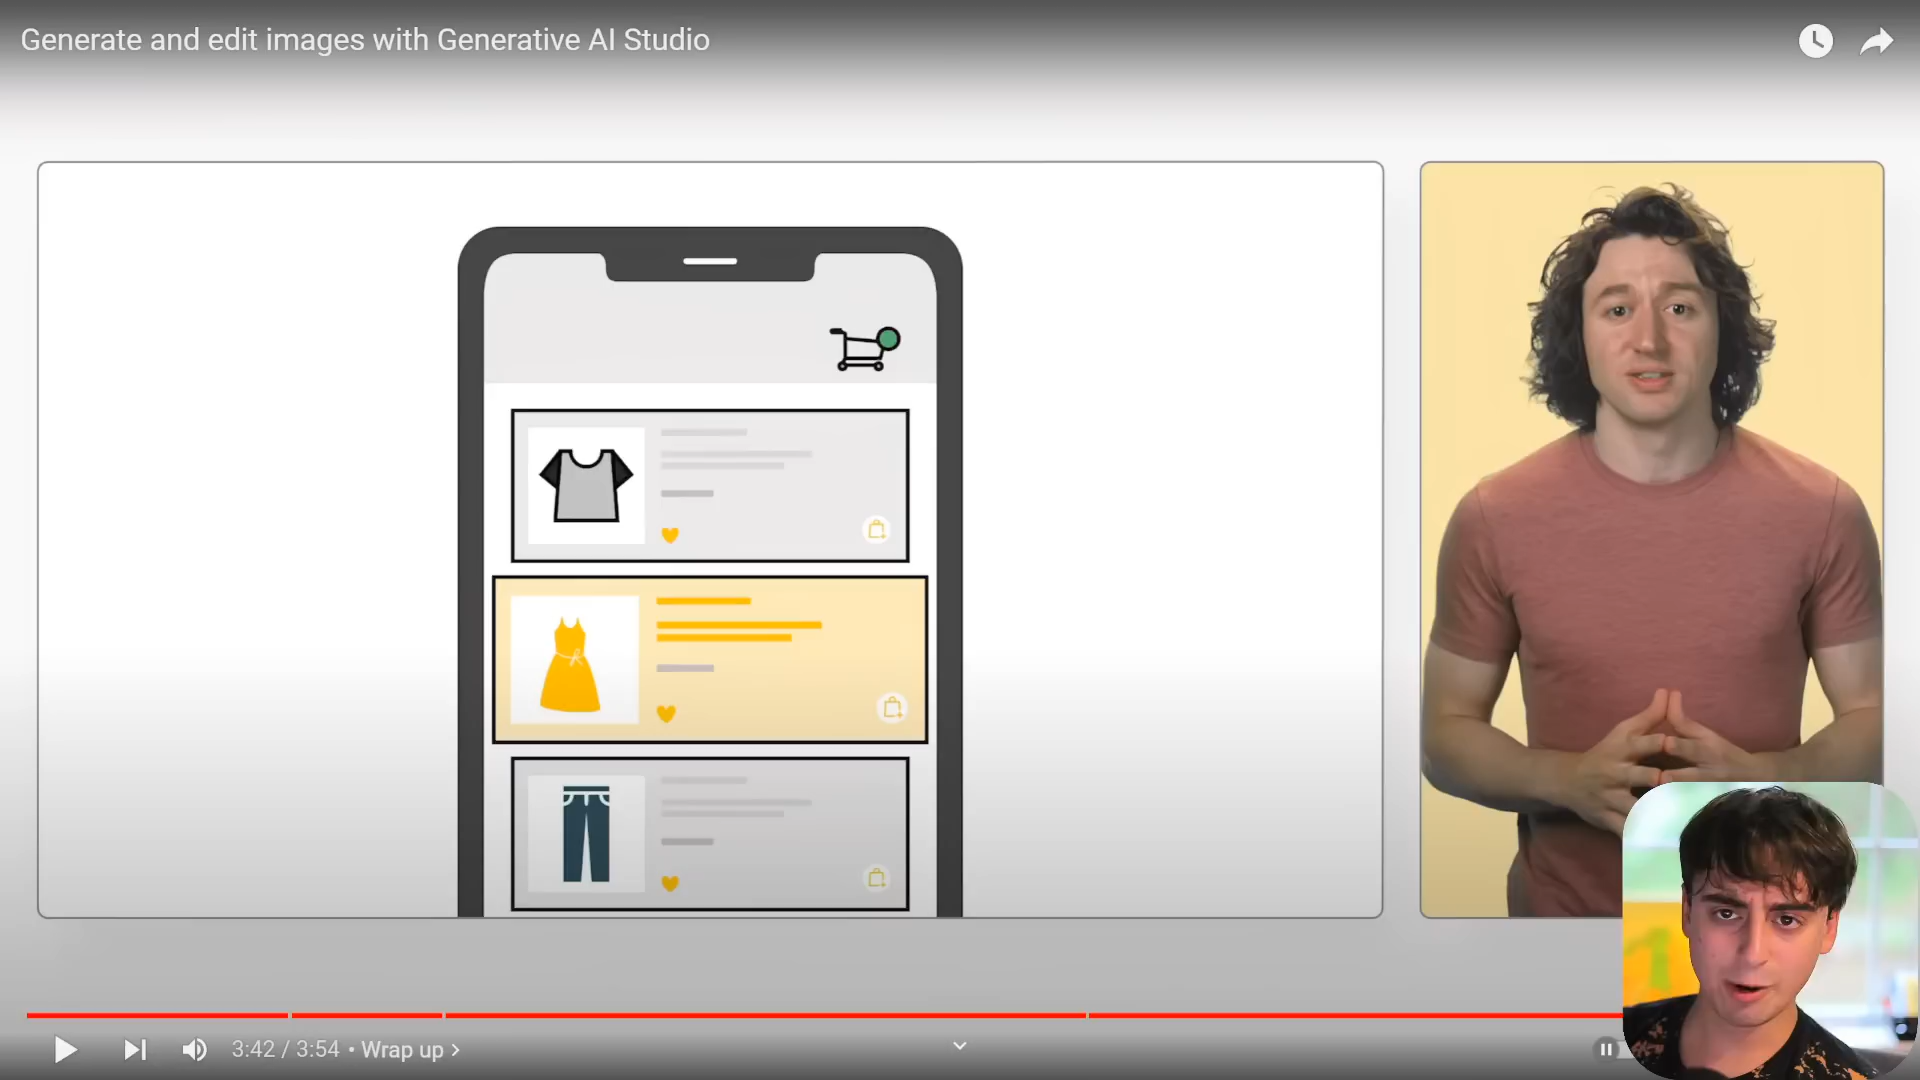 Generate and edit images with Generative AI Studio
3:42 / 3:54 • Wrap up